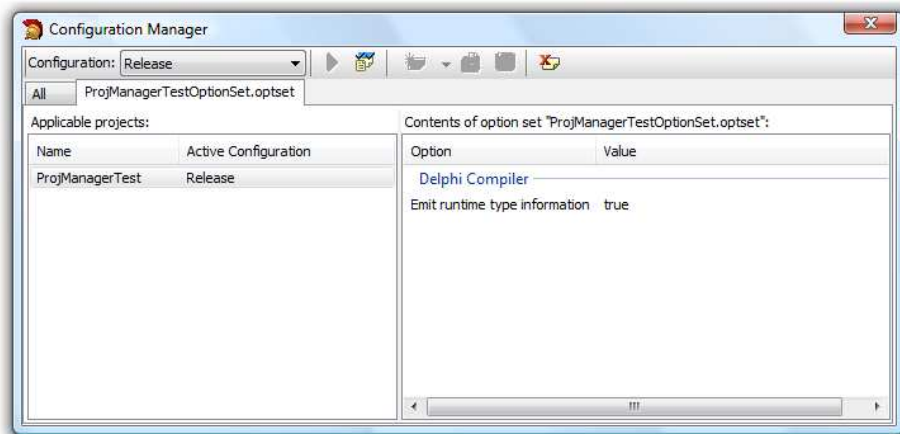 Configuration Manager
Configuration: Release
All ProjManagerTestOptionSet.optset
Applicable projects:
Contents of option set "ProjManagerTestOptionSet.optset":
Name Active Configuration
Option Value
ProjManagerTest Release
Delphi Compiler
Emit runtime type information true